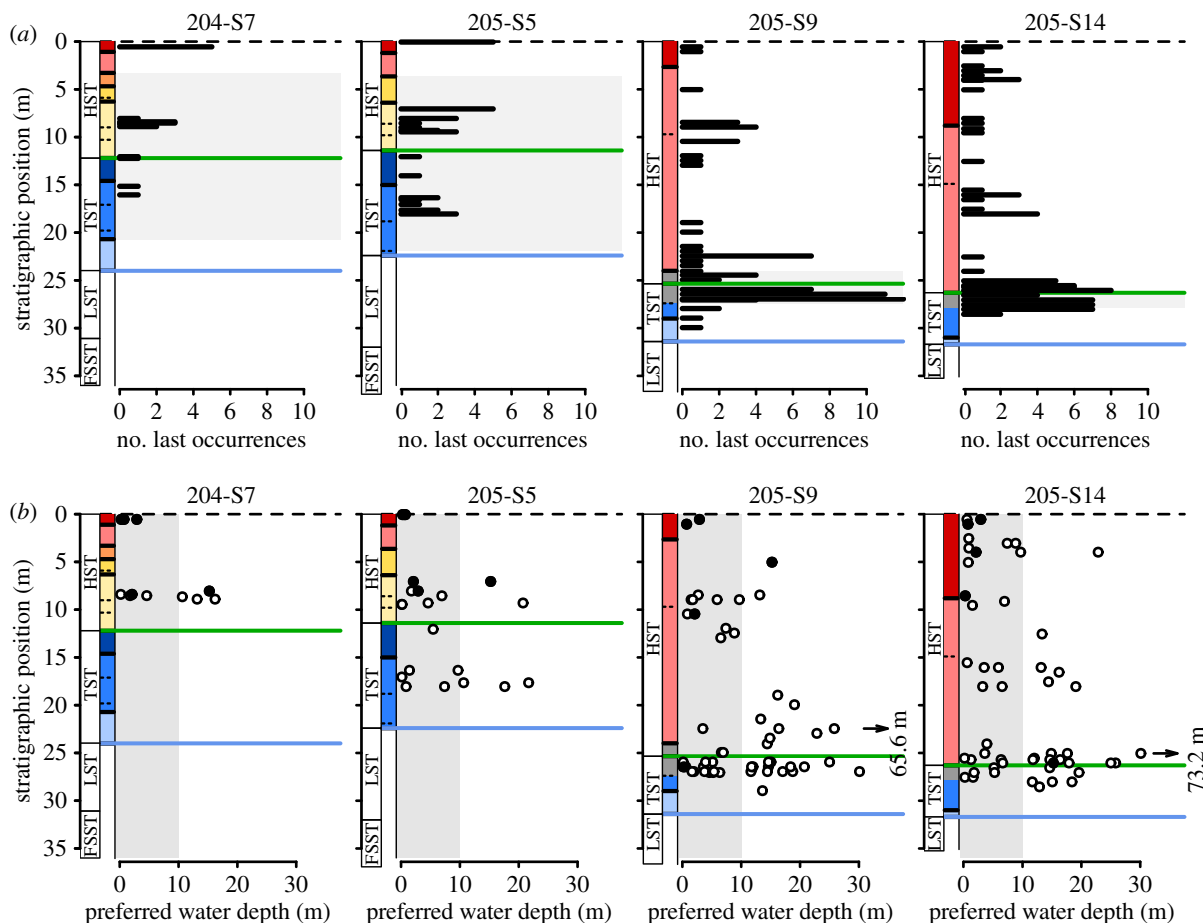 204-S7 205-S5 205-S9 205-S14
(a)
stratigraphic position (m)
0
5
10
15
20
25
30
35
HST
TST
LST
FSST
HST
TST
LST
FSST
HST
TST
LST
HST
TST
LST
0 2 4 6 8 10 0 2 4 6 8 10 0 2 4 6 8 10 0 2 4 6 8 10
no. last occurrences no. last occurrences no. last occurrences no. last occurrences
204-S7 205-S5 205-S9 205-S14
(b)
stratigraphic position (m)
0
5
10
15
20
25
30
35
HST
TST
LST
FSST
HST
TST
LST
FSST
HST
TST
LST
65.6 m
HST
TST
LST
73.2 m
0 10 20 30 0 10 20 30 0 10 20 30 0 10 20 30
preferred water depth (m) preferred water depth (m) preferred water depth (m) preferred water depth (m)